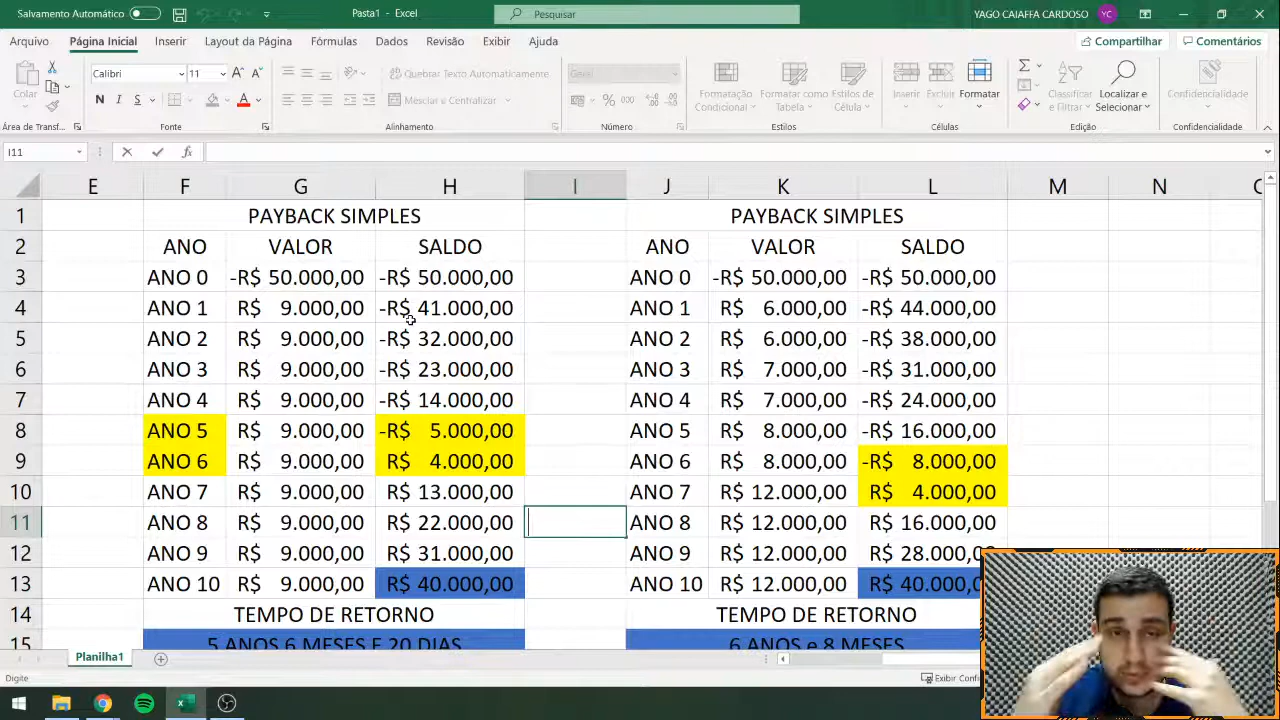 Salvamento Automático
Pasta1 - Excel
Pesquisar
YAGO CAIAFFA CARDOSO YC
Arquivo Página Inicial Inserir Layout da Página Fórmulas Dados Revisão Exibir Ajuda
Compartilhar Comentários
Colar
Calibri 11
N I S
Quebrar Texto Automaticamente
Mesclar e Centralizar
Geral
% 000
Formatação Condicional
Formatar como Tabela
Estilos de Célula
Inserir Excluir Formatar
Classificar e Filtrar
Localizar e Selecionar
Confidencialidade
Área de Transf... Fonte Alinhamento Número Estilos Células Edição Confidencialidade
I11 fx
E F G H I J K L M N
1 PAYBACK SIMPLES PAYBACK SIMPLES
2 ANO VALOR SALDO ANO VALOR SALDO
3 ANO 0 -R$ 50.000,00 -R$ 50.000,00 ANO 0 -R$ 50.000,00 -R$ 50.000,00
4 ANO 1 R$ 9.000,00 -R$ 41.000,00 ANO 1 R$ 6.000,00 -R$ 44.000,00
5 ANO 2 R$ 9.000,00 -R$ 32.000,00 ANO 2 R$ 6.000,00 -R$ 38.000,00
6 ANO 3 R$ 9.000,00 -R$ 23.000,00 ANO 3 R$ 7.000,00 -R$ 31.000,00
7 ANO 4 R$ 9.000,00 -R$ 14.000,00 ANO 4 R$ 7.000,00 -R$ 24.000,00
8 ANO 5 R$ 9.000,00 -R$ 5.000,00 ANO 5 R$ 8.000,00 -R$ 16.000,00
9 ANO 6 R$ 9.000,00 R$ 4.000,00 ANO 6 R$ 8.000,00 -R$ 8.000,00
10 ANO 7 R$ 9.000,00 R$ 13.000,00 ANO 7 R$ 12.000,00 R$ 4.000,00
11 ANO 8 R$ 9.000,00 R$ 22.000,00 ANO 8 R$ 12.000,00 R$ 16.000,00
12 ANO 9 R$ 9.000,00 R$ 31.000,00 ANO 9 R$ 12.000,00 R$ 28.000,00
13 ANO 10 R$ 9.000,00 R$ 40.000,00 ANO 10 R$ 12.000,00 R$ 40.000,0
14 TEMPO DE RETORNO TEMPO DE RETORNO
15 5 ANOS 6 MESES E 20 DIAS 6 ANOS e 8 MESES
Planilha1
Digite
Exibir Confi